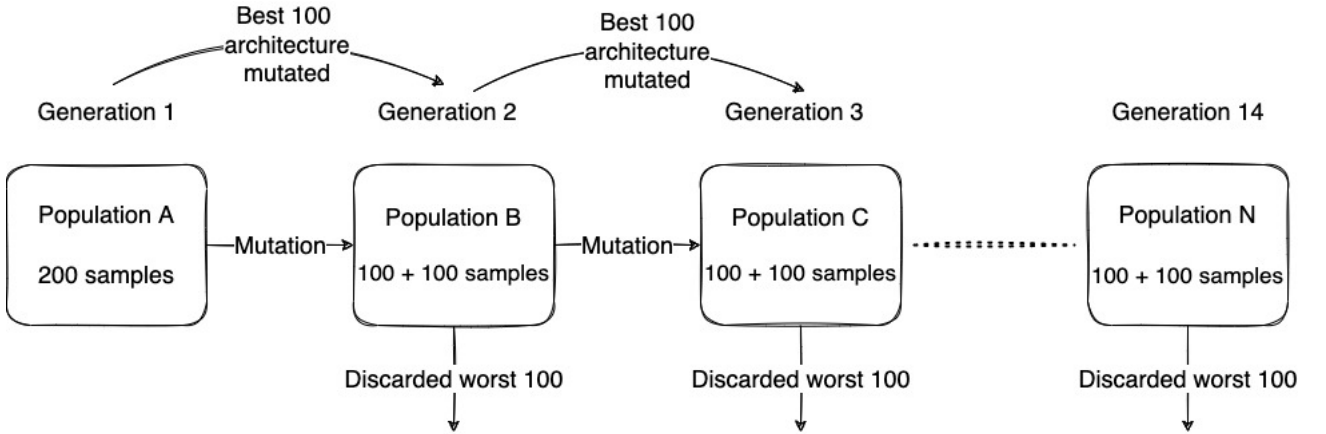 Best 100
architecture
mutated
Best 100
architecture
mutated
Generation 1
Generation 2
Generation 3
Generation 14
Population A
200 samples
Mutation
Population B
100 + 100 samples
Mutation
Population C
100 + 100 samples
Population N
100 + 100 samples
Discarded worst 100
Discarded worst 100
Discarded worst 100